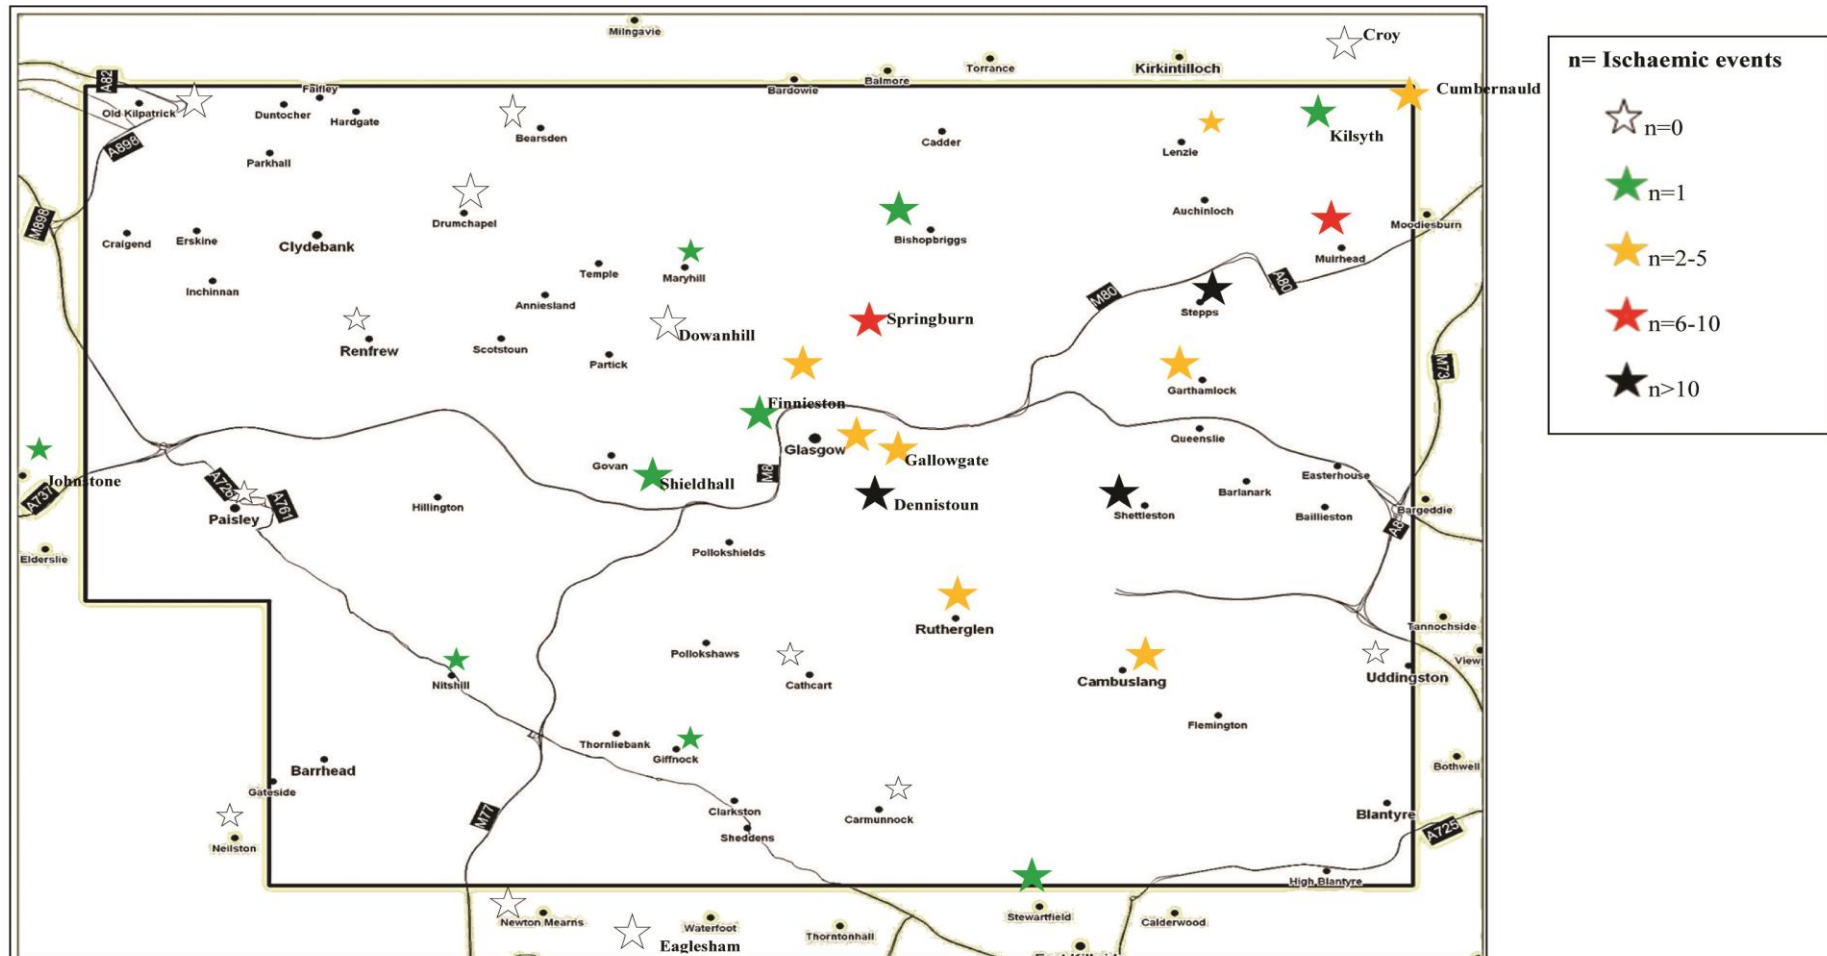 Milngavie
Croy
n= Ischaemic events
Torrance
Kirkintilloch
Balmore
Bardowie
A82
Faifley
Cumbernauld
Old Kilpatrick
Duntocher
Hardgate
Bearsden
Cadder
Lenzie
Kilsyth
n=0
A898
Parkhall
n=1
M898
Drumchapel
Auchinloch
Moodiesburn
Craigend
Erskine
Clydebank
Bishopbriggs
Muirhead
n=2-5
Temple
Maryhill
Inchinnan
Anniesland
M80
A80
Stepps
Springburn
n=6-10
Dowanhill
Renfrew
Scotstoun
Partick
M73
Garthamlock
n>10
Finnieston
Glasgow
Queenslie
Gallowgate
Govan
Johnstone
Shieldhall
M8
Easterhouse
A737
A726
A761
Paisley
Hillington
Dennistoun
Shettleston
Barlanark
Baillieston
Bargeddie
A8
Elderslie
Pollokshields
Rutherglen
Tannochside
Pollokshaws
View
Nitshill
Cathcart
Cambuslang
Uddingston
Flemington
Thornliebank
Giffnock
Barrhead
Bothwell
Gateside
Clarkston
Carmunnock
Blantyre
M77
Sheddens
A725
Neilston
High Blantyre
Newton Mearns
Waterfoot
Stewartfield
Calderwood
Eaglesham
Thorntonhall